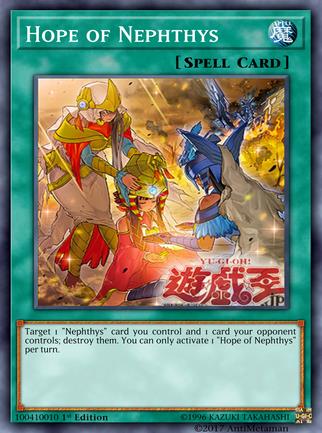 Hope of Nephthys
[Spell Card]
YU-GI-OH!
遊戯王.jp
Target 1 "Nephthys" card you control and 1 card your opponent
controls; destroy them. You can only activate 1 "Hope of Nephthys"
per turn.
100410010 1st Edition
©1996 KAZUKI TAKAHASHI
©2017 AntiMetaman